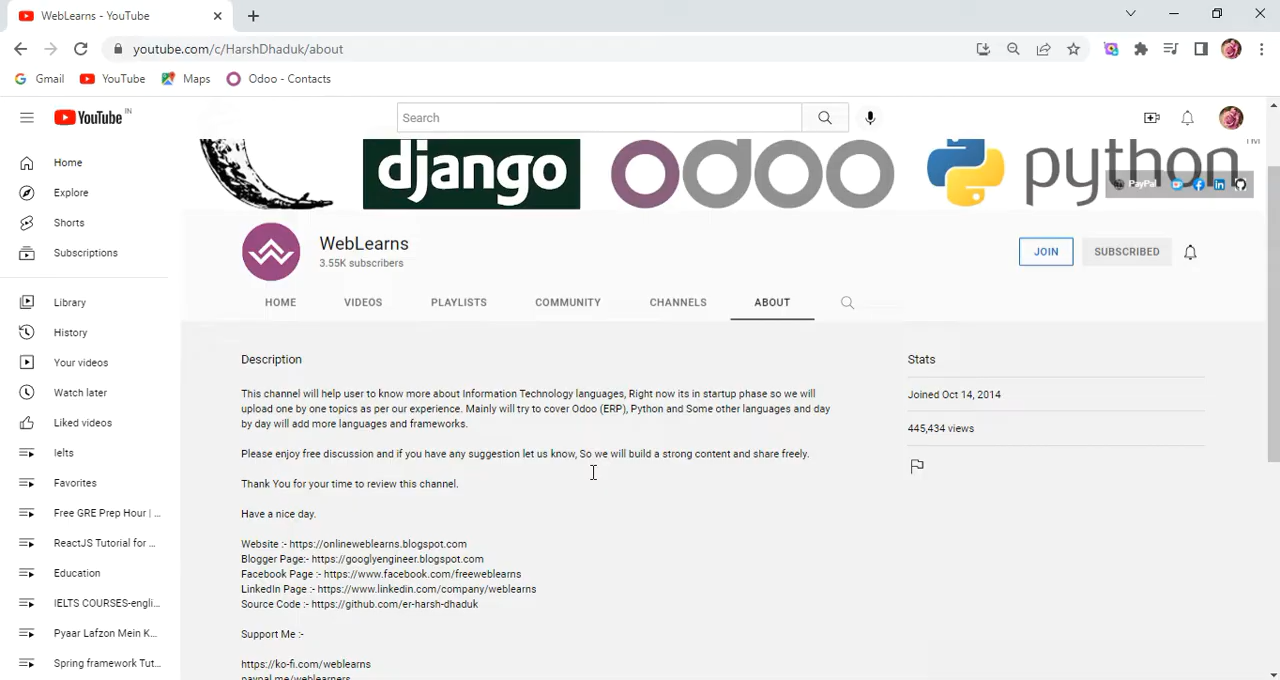 WebLearns - YouTube
youtube.com/c/HarshDhaduk/about
Gmail YouTube Maps Odoo - Contacts
YouTube IN Search
Home
Explore
Shorts
Subscriptions
Library
History
Your videos
Watch later
Liked videos
Ielts
Favorites
Free GRE Prep Hour | ...
ReactJS Tutorial for ...
Education
IELTS COURSES-engli...
Pyaar Lafzon Mein K...
Spring framework Tut...
django odoo python
PayPal
WebLearns
3.55K subscribers
JOIN SUBSCRIBED
HOME VIDEOS PLAYLISTS COMMUNITY CHANNELS ABOUT
Description
This channel will help user to know more about Information Technology languages, Right now its in startup phase so we will
upload one by one topics as per our experience. Mainly will try to cover Odoo (ERP), Python and Some other languages and day
by day will add more languages and frameworks.
Please enjoy free discussion and if you have any suggestion let us know, So we will build a strong content and share freely.
Thank You for your time to review this channel.
Have a nice day.
Website :- https://onlineweblearns.blogspot.com
Blogger Page:- https://googlyengineer.blogspot.com
Facebook Page :- https://www.facebook.com/freeweblearns
LinkedIn Page :- https://www.linkedin.com/company/weblearns
Source Code :- https://github.com/er-harsh-dhaduk
Support Me :-
https://ko-fi.com/weblearns
paypal.me/weblearners
Stats
Joined Oct 14, 2014
445,434 views